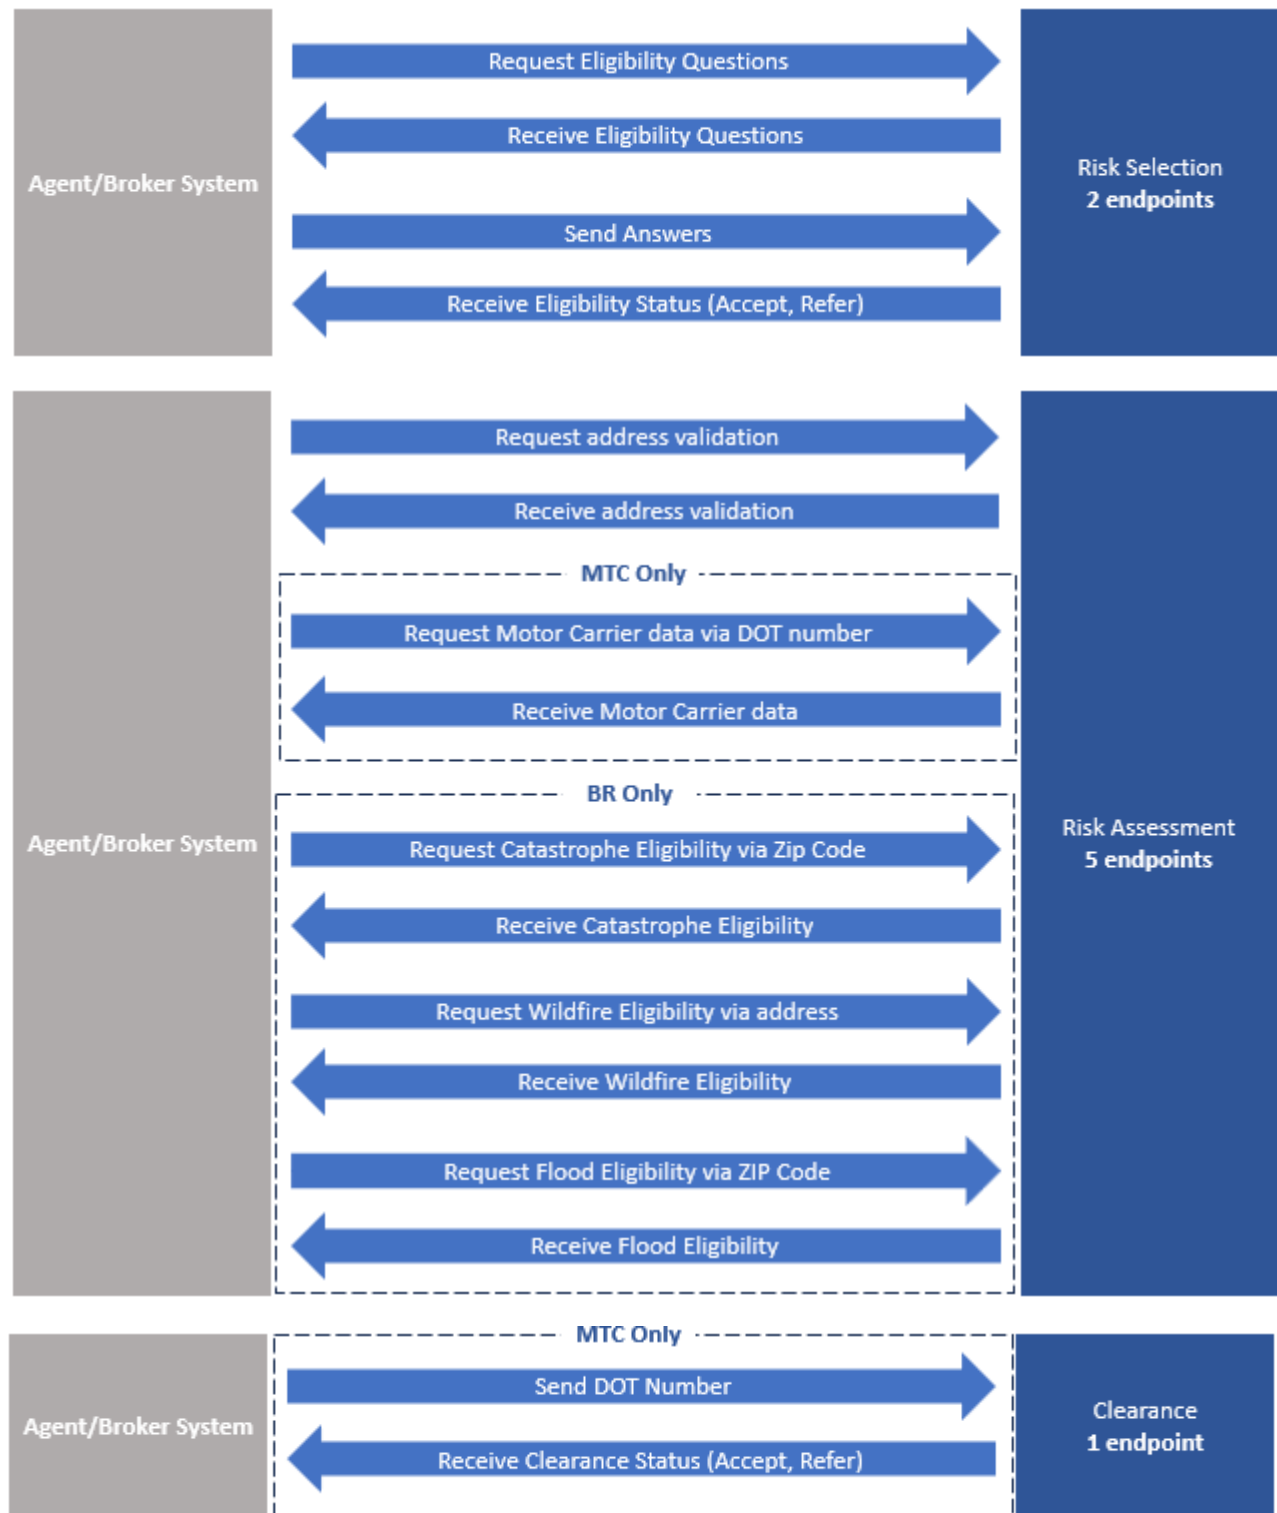 Request Eligibility Questions
Receive Eligibility Questions
Agent/Broker System
Risk Selection
2 endpoints
Send Answers
Receive Eligibility Status (Accept, Refer)
Request address validation
Receive address validation
MTC Only
Request Motor Carrier data via DOT number
Receive Motor Carrier data
BR Only
Agent/Broker System
Risk Assessment
5 endpoints
Request Catastrophe Eligibility via Zip Code
Receive Catastrophe Eligibility
Request Wildfire Eligibility via address
Receive Wildfire Eligibility
Request Flood Eligibility via ZIP Code
Receive Flood Eligibility
MTC Only
Send DOT Number
Agent/Broker System
Clearance
1 endpoint
Receive Clearance Status (Accept, Refer)